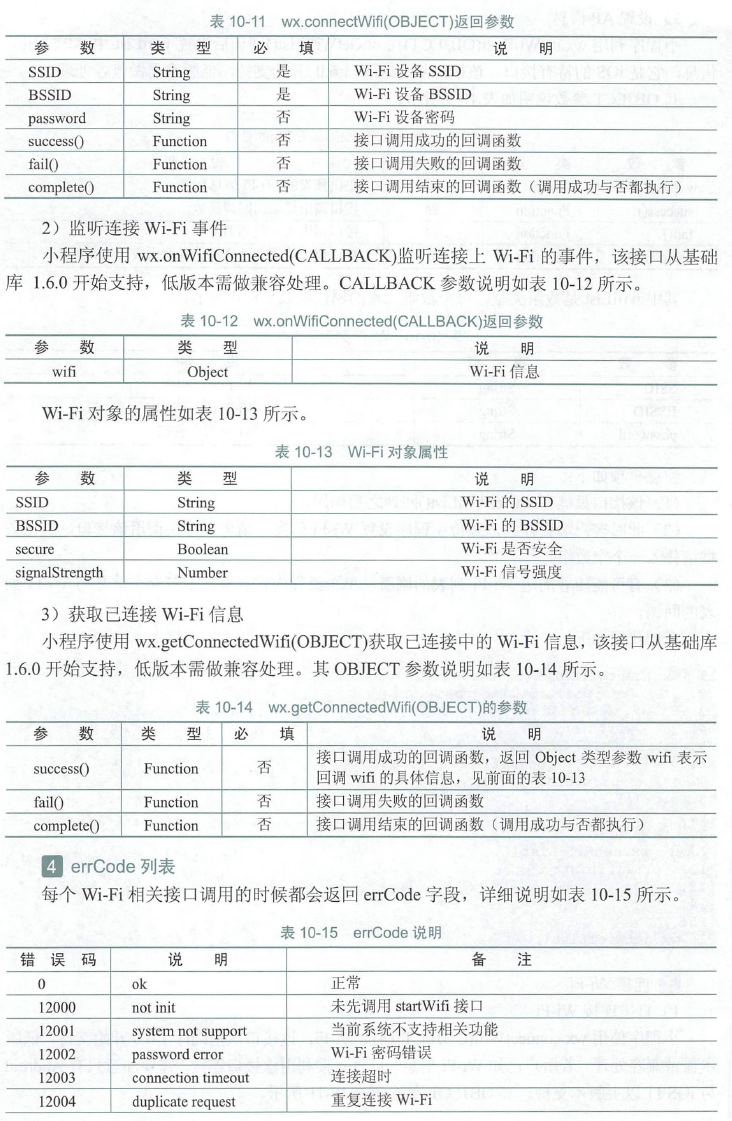 表 10-11 wx.connectWifi(OBJECT)返回参数
参 数 类 型 必 填 说 明
SSID String 是 Wi-Fi 设备 SSID
BSSID String 是 Wi-Fi 设备 BSSID
password String 否 Wi-Fi 设备密码
success() Function 否 接口调用成功的回调函数
fail() Function 否 接口调用失败的回调函数
complete() Function 否 接口调用结束的回调函数（调用成功与否都执行）
2）监听连接 Wi-Fi 事件
小程序使用 wx.onWifiConnected(CALLBACK)监听连接上 Wi-Fi 的事件，该接口从基础
库 1.6.0 开始支持，低版本需做兼容处理。CALLBACK 参数说明如表 10-12 所示。
表 10-12 wx.onWifiConnected(CALLBACK)返回参数
参 数 类 型 说 明
wifi Object Wi-Fi 信息
Wi-Fi 对象的属性如表 10-13 所示。
表 10-13 Wi-Fi 对象属性
参 数 类 型 说 明
SSID String Wi-Fi 的 SSID
BSSID String Wi-Fi 的 BSSID
secure Boolean Wi-Fi 是否安全
signalStrength Number Wi-Fi 信号强度
3）获取已连接 Wi-Fi 信息
小程序使用 wx.getConnectedWifi(OBJECT)获取已连接中的 Wi-Fi 信息，该接口从基础库
1.6.0 开始支持，低版本需做兼容处理。其 OBJECT 参数说明如表 10-14 所示。
表 10-14 wx.getConnectedWifi(OBJECT)的参数
参 数 类 型 必 填 说 明
success() Function 否 接口调用成功的回调函数，返回 Object 类型参数 wifi 表示
回调 wifi 的具体信息，见前面的表 10-13
fail() Function 否 接口调用失败的回调函数
complete() Function 否 接口调用结束的回调函数（调用成功与否都执行）
4 errCode 列表
每个 Wi-Fi 相关接口调用的时候都会返回 errCode 字段，详细说明如表 10-15 所示。
表 10-15 errCode 说明
错 误 码 说 明 备 注
0 ok 正常
12000 not init 未先调用 startWifi 接口
12001 system not support 当前系统不支持相关功能
12002 password error Wi-Fi 密码错误
12003 connection timeout 连接超时
12004 duplicate request 重复连接 Wi-Fi